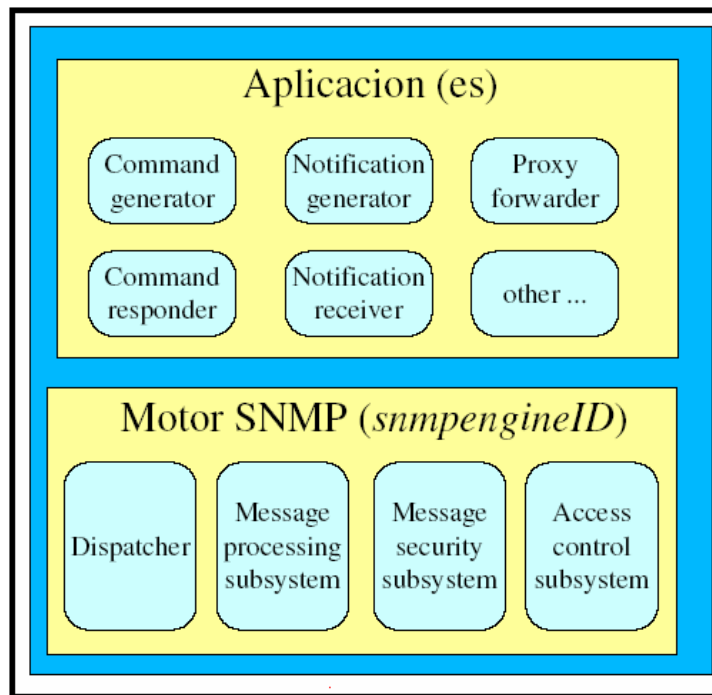 Aplicacion (es)
Command
generator
Notification
generator
Proxy
forwarder
Command
responder
Notification
receiver
other ...
Motor SNMP (snmpengineID)
Dispatcher
Message
processing
subsystem
Message
security
subsystem
Access
control
subsystem